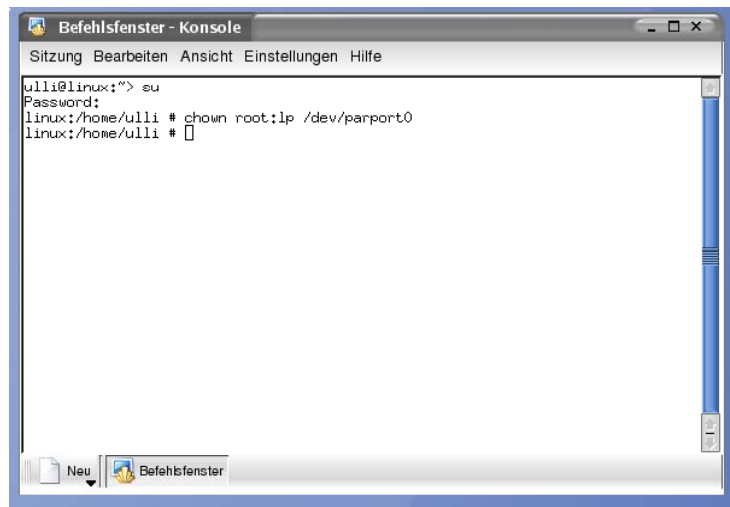 Befehlsfenster - Konsole
Sitzung Bearbeiten Ansicht Einstellungen Hilfe
ulli@linux:~> su
Password:
linux:/home/ulli # chown root:lp /dev/parport0
linux:/home/ulli #
Neu Befehlsfenster